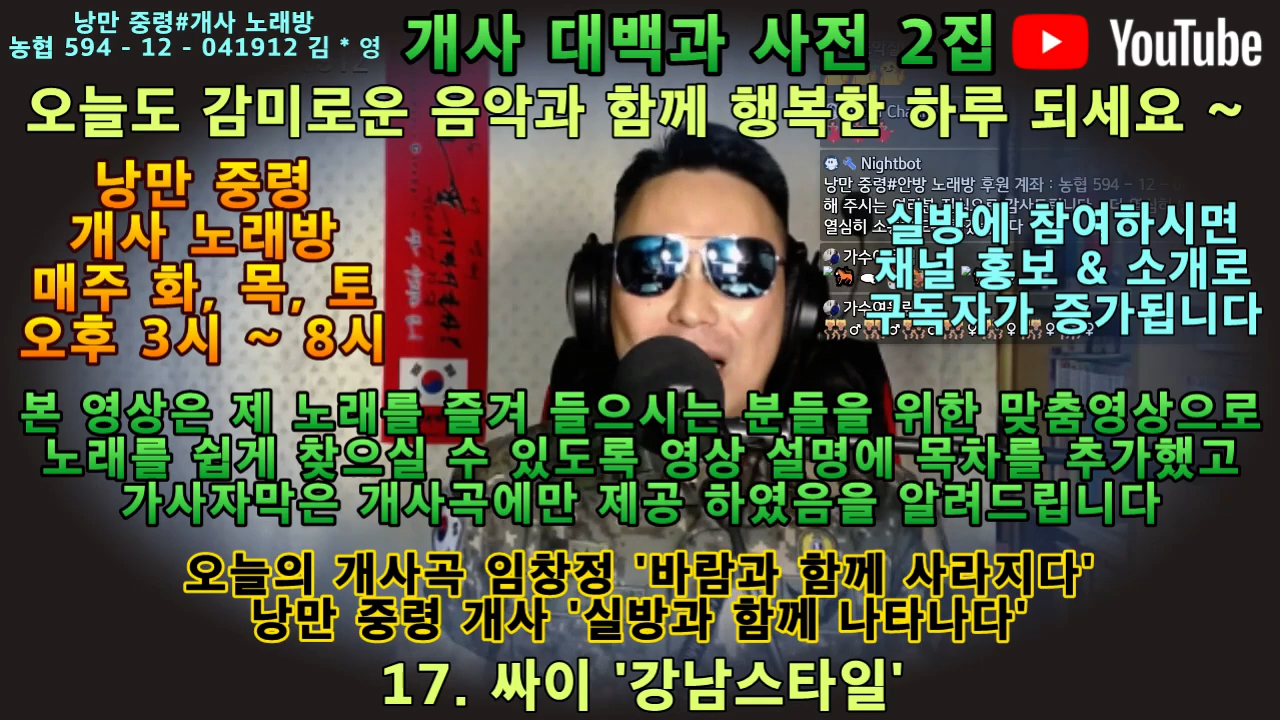 낭만 중령#개사 노래방
농협 594 - 12 - 041912 김 * 영
개사 대백과 사전 2집
YouTube
오늘도 감미로운 음악과 함께 행복한 하루 되세요 ~
낭만 중령
개사 노래방
매주 화, 목, 토
오후 3시 ~ 8시
Nightbot
낭만 중령#안방 노래방 후원 계좌 : 농협 594 - 12 -
해 주시는
열심히
실방에 참여하시면
채널 홍보 & 소개로
구독자가 증가됩니다
본 영상은 제 노래를 즐겨 들으시는 분들을 위한 맞춤영상으로
노래를 쉽게 찾으실 수 있도록 영상 설명에 목차를 추가했고
가사자막은 개사곡에만 제공 하였음을 알려드립니다
오늘의 개사곡 임창정 '바람과 함께 사라지다'
낭만 중령 개사 '실방과 함께 나타나다'
17. 싸이 '강남스타일'